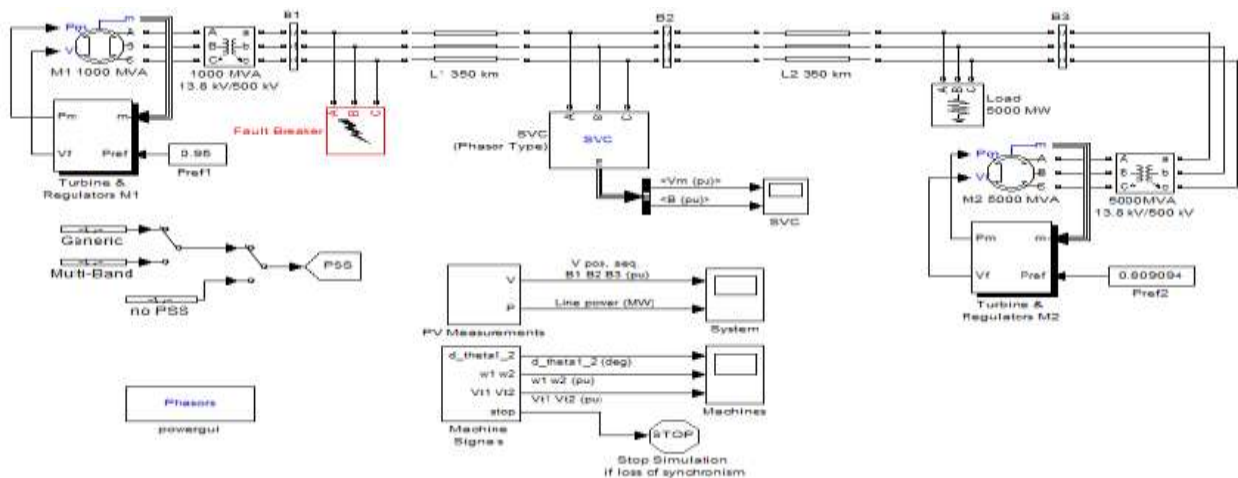 B1
B2
B3
Pm
m
A
V
B
C
A a
B b
C c
M1 1000 MVA
1000 MVA
13.8 kV/500 kV
L1 350 km
L2 350 km
A B C
Fault Breaker
A B C
SVC
(Phasor Type)
SVC
<Vm (pu)>
<B (pu)>
SVC
A B C
Load
5000 MW
Pm
m
Vf
Pref
0.95
Pref1
Turbine &
Regulators M1
Pm
m
A
B
C
A a
B b
C c
M2 5000 MVA
5000MVA
13.8 kV/500 kV
Pm
m
Vf
Pref
0.809094
Pref2
Turbine &
Regulators M2
Generic
Multi-Band
no PSS
PSS
V
P
PV Measurements
V pos. seq.
B1 B2 B3 (pu)
Line power (MW)
System
d_theta1_2
w1 w2
Vt1 Vt2
stop
Machine
Signals
d_theta1_2 (deg)
w1 w2 (pu)
Vt1 Vt2 (pu)
Machines
STOP
Stop Simulation
if loss of synchronism
Phasors
powergui